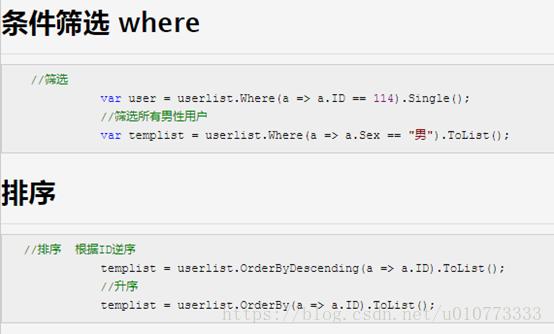 条件筛选 where
//筛选
var user = userlist.Where(a => a.ID == 114).Single();
//筛选所有男性用户
var templist = userlist.Where(a => a.Sex == "男").ToList();
排序
//排序  根据ID逆序
templist = userlist.OrderByDescending(a => a.ID).ToList();
//升序
templist = userlist.OrderBy(a => a.ID).ToList();
https://blog.csdn.net/u010773333